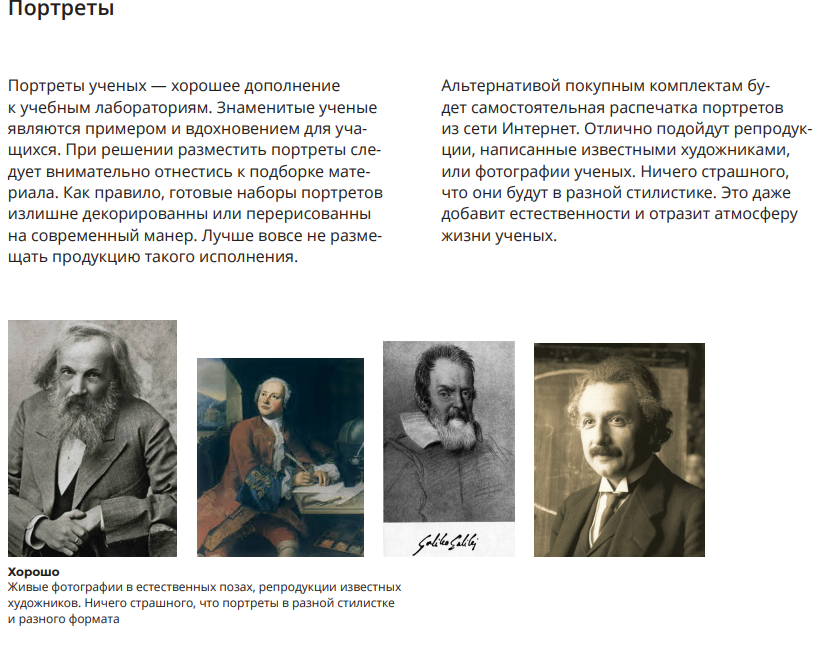 Портреты
Портреты ученых — хорошее дополнение
к учебным лабораториям. Знаменитые ученые
являются примером и вдохновением для уча-
щихся. При решении разместить портреты сле-
дует внимательно отнестись к подборке мате-
риала. Как правило, готовые наборы портретов
излишне декорированны или перерисованны
на современный манер. Лучше вовсе не разме-
щать продукцию такого исполнения.
Альтернативой покупным комплектам бу-
дет самостоятельная распечатка портретов
из сети Интернет. Отлично подойдут репродук-
ции, написанные известными художниками,
или фотографии ученых. Ничего страшного,
что они будут в разной стилистике. Это даже
добавит естественности и отразит атмосферу
жизни ученых.
Galileo Galilei
Хорошо
Живые фотографии в естественных позах, репродукции известных
художников. Ничего страшного, что портреты в разной стилистке
и разного формата